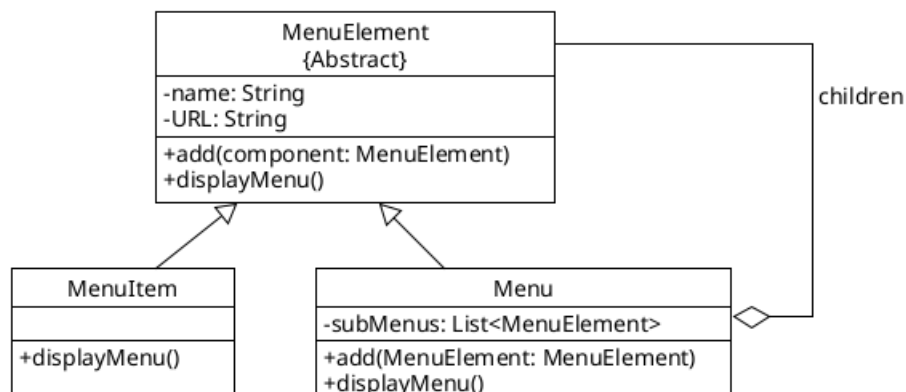 MenuElement
{Abstract}
-name: String
-URL: String
children
+add(component: MenuElement)
+displayMenu()
MenuItem
+displayMenu()
Menu
-subMenus: List<MenuElement>
+add(MenuElement: MenuElement)
+displayMenu()